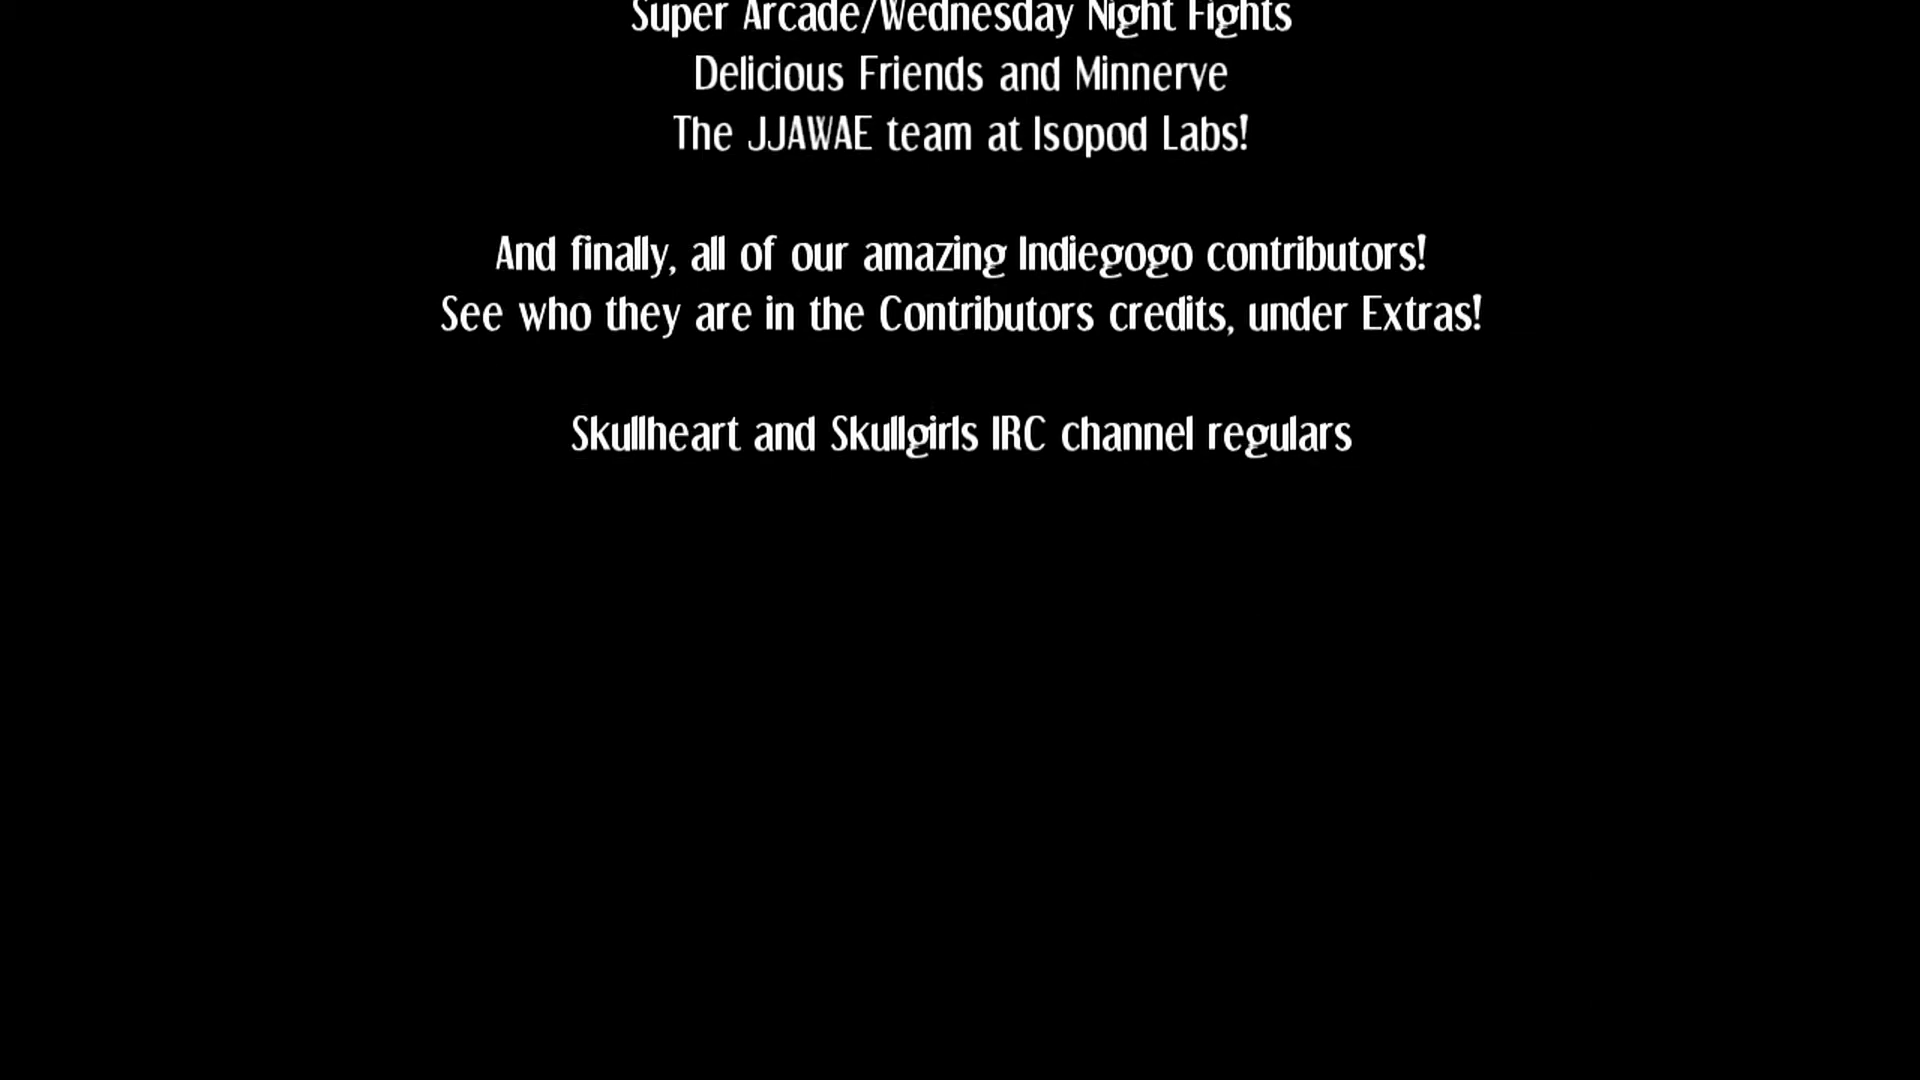 Super Arcade/Wednesday Night Fights
Delicious Friends and Minnerve
The JJAWAE team at Isopod Labs!
And finally, all of our amazing Indiegogo contributors!
See who they are in the Contributors credits, under Extras!
Skullheart and Skullgirls IRC channel regulars